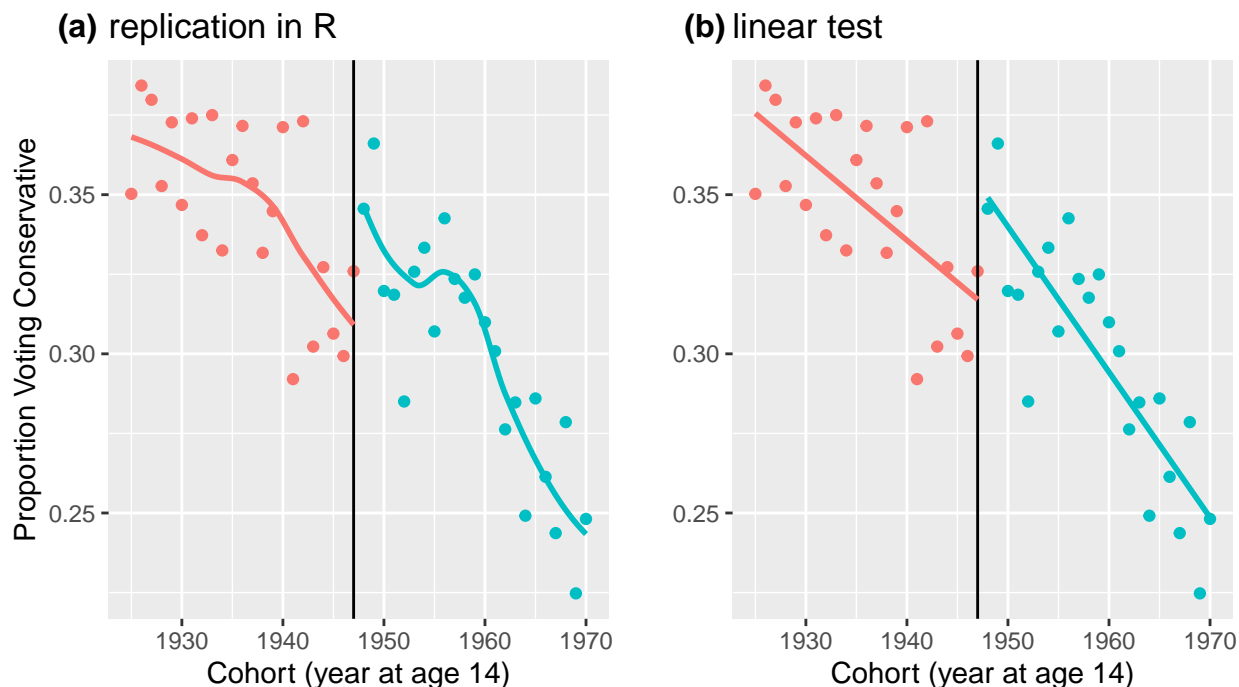 (a) replication in R
(b) linear test
Proportion Voting Conservative
0.35
0.30
0.25
1930 1940 1950 1960 1970
Cohort (year at age 14)
0.35
0.30
0.25
1930 1940 1950 1960 1970
Cohort (year at age 14)